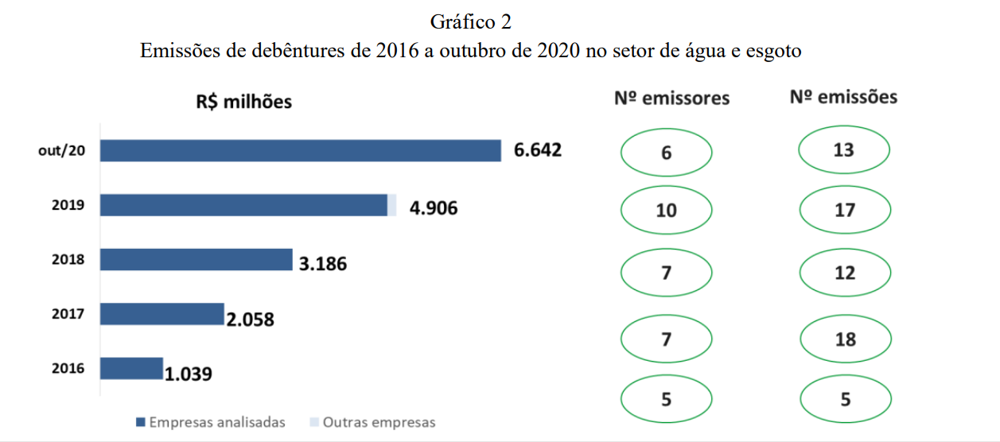 Gráfico 2
Emissões de debêntures de 2016 a outubro de 2020 no setor de água e esgoto
R$ milhões Nº emissores Nº emissões
out/20 6.642 6 13
2019 4.906 10 17
2018 3.186 7 12
2017 2.058 7 18
2016 1.039 5 5
Empresas analisadas Outras empresas